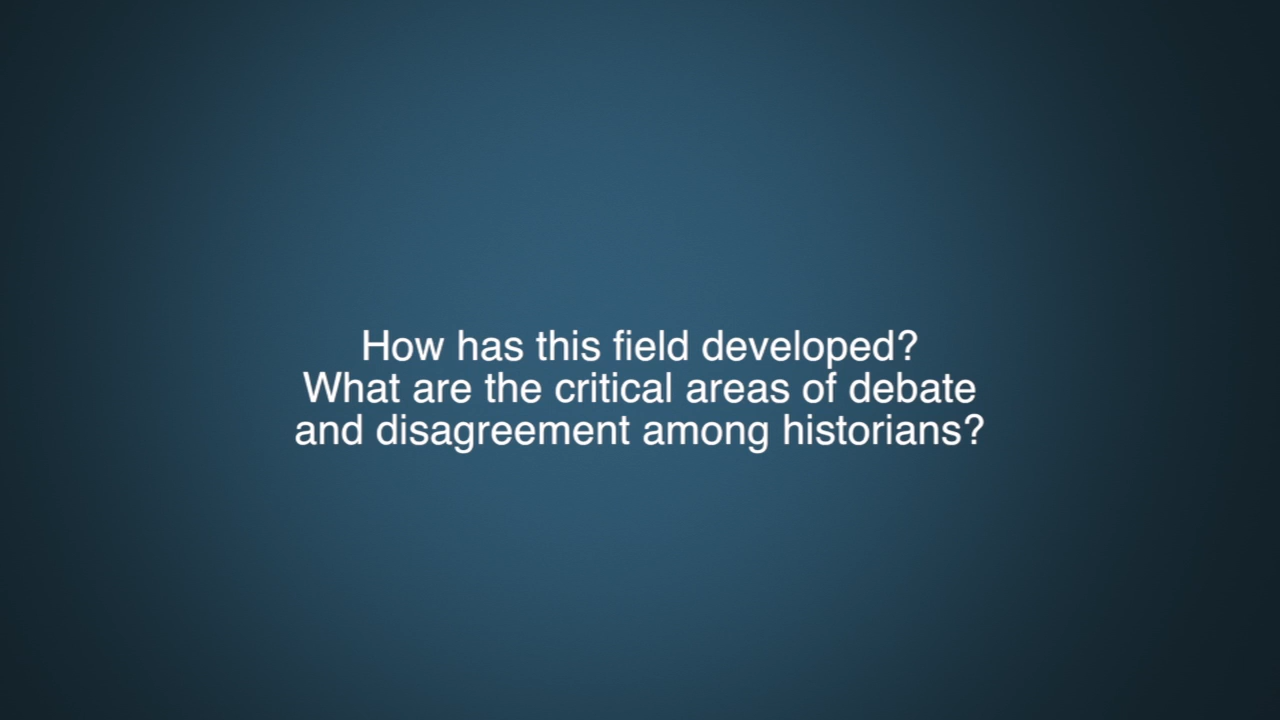 How has this field developed?
What are the critical areas of debate
and disagreement among historians?